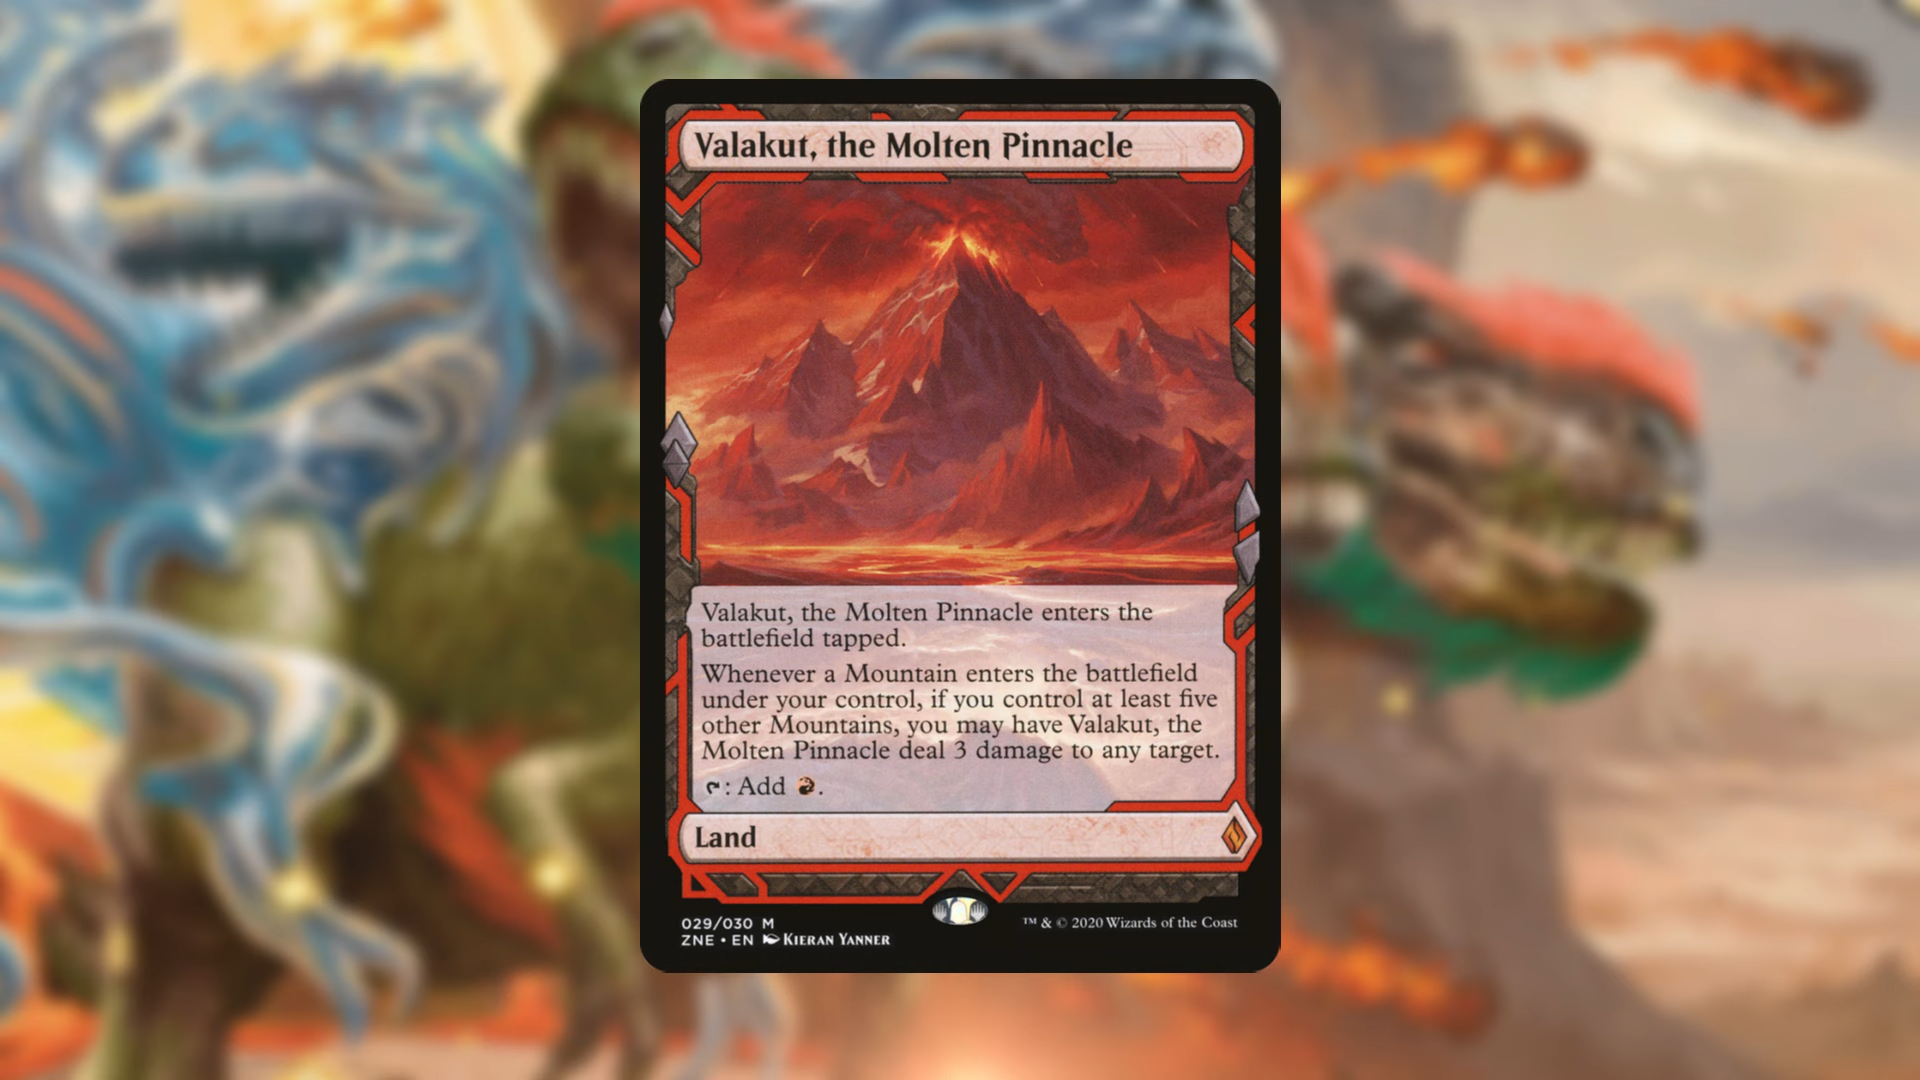 Valakut, the Molten Pinnacle
Valakut, the Molten Pinnacle enters the
battlefield tapped.
Whenever a Mountain enters the battlefield
under your control, if you control at least five
other Mountains, you may have Valakut, the
Molten Pinnacle deal 3 damage to any target.
: Add .
Land
029/030 M
ZNE • EN KIERAN YANNER
™ & © 2020 Wizards of the Coast